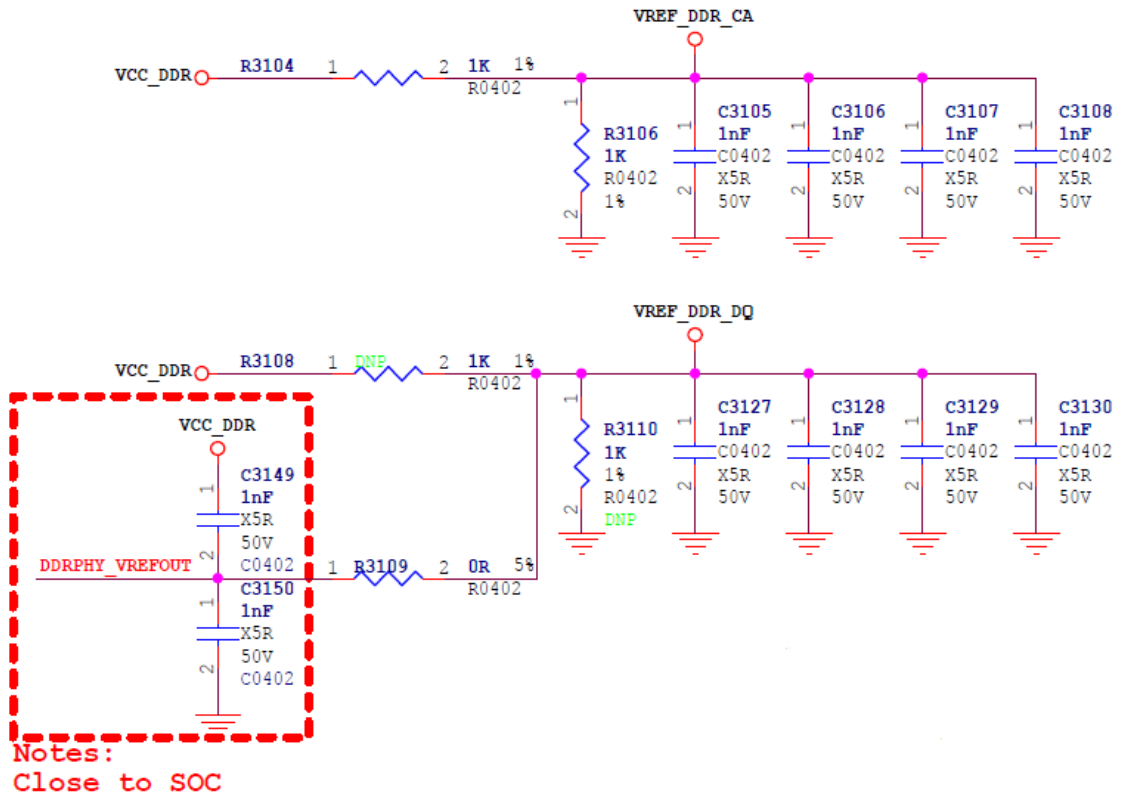 VREF_DDR_CA
VCC_DDR R3104 1 2 1K 1%
R0402
1 R3106 1K R0402 1% 2
1 C3105 1nF C0402 X5R 50V 2
1 C3106 1nF C0402 X5R 50V 2
1 C3107 1nF C0402 X5R 50V 2
1 C3108 1nF C0402 X5R 50V 2
VREF_DDR_DQ
VCC_DDR R3108 1 DNP 2 1K 1%
R0402
1 R3110 1K 1% R0402 DNP 2
1 C3127 1nF C0402 X5R 50V 2
1 C3128 1nF C0402 X5R 50V 2
1 C3129 1nF C0402 X5R 50V 2
1 C3130 1nF C0402 X5R 50V 2
VCC_DDR
1 C3149 1nF X5R 50V C0402 2
DDRPHY_VREFOUT 1 R3109 2 0R 5%
R0402
1 C3150 1nF X5R 50V C0402 2
Notes:
Close to SOC